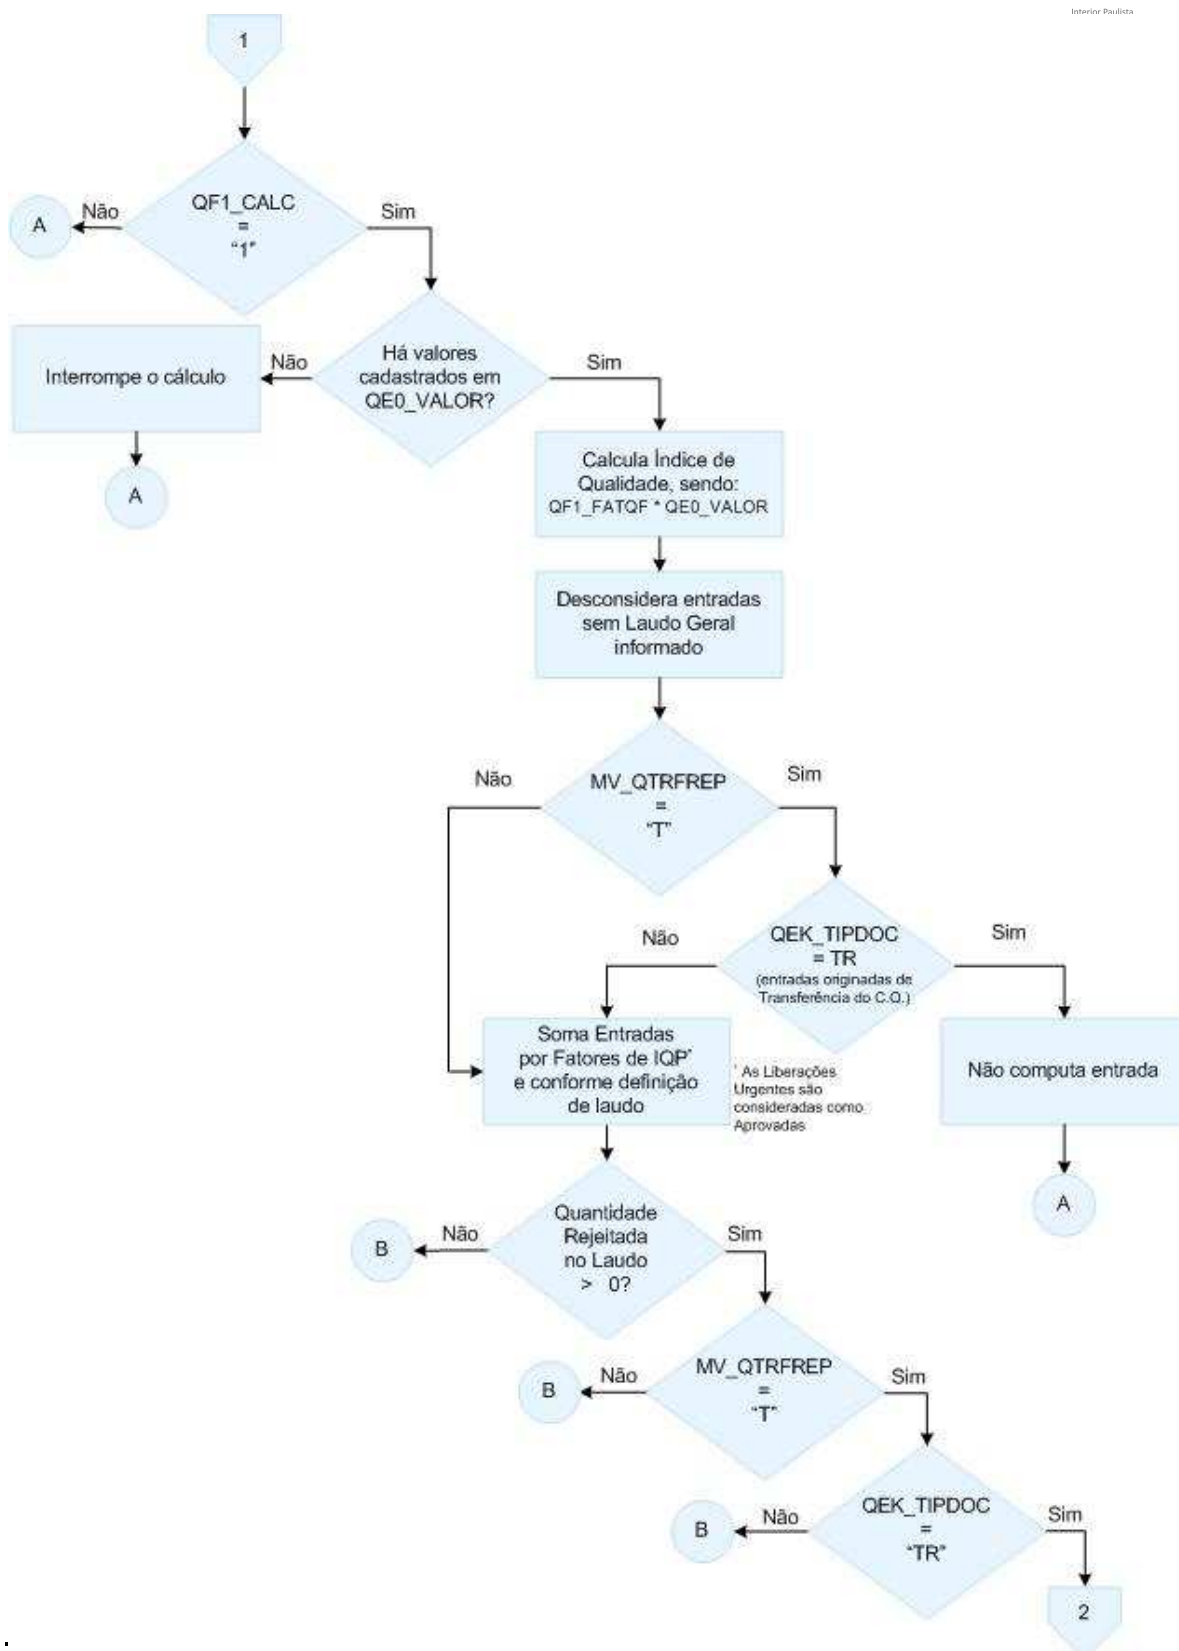 Interior Paulista
1
QF1_CALC
=
"1"
Não
Sim
A
Há valores
cadastrados em
QE0_VALOR?
Não
Sim
Interrompe o cálculo
A
Calcula Índice de
Qualidade, sendo:
QF1_FATQF * QE0_VALOR
Desconsidera entradas
sem Laudo Geral
informado
MV_QTRFREP
=
"T"
Não
Sim
QEK_TIPDOC
= TR
(entradas originadas de
Transferência do C.Q.)
Não
Sim
Soma Entradas
por Fatores de IQP*
e conforme definição
de laudo
* As Liberações
Urgentes são
consideradas como
Aprovadas
Não computa entrada
A
Quantidade
Rejeitada
no Laudo
> 0?
Não
Sim
B
MV_QTRFREP
=
"T"
Não
Sim
B
QEK_TIPDOC
=
"TR"
Não
Sim
B
2